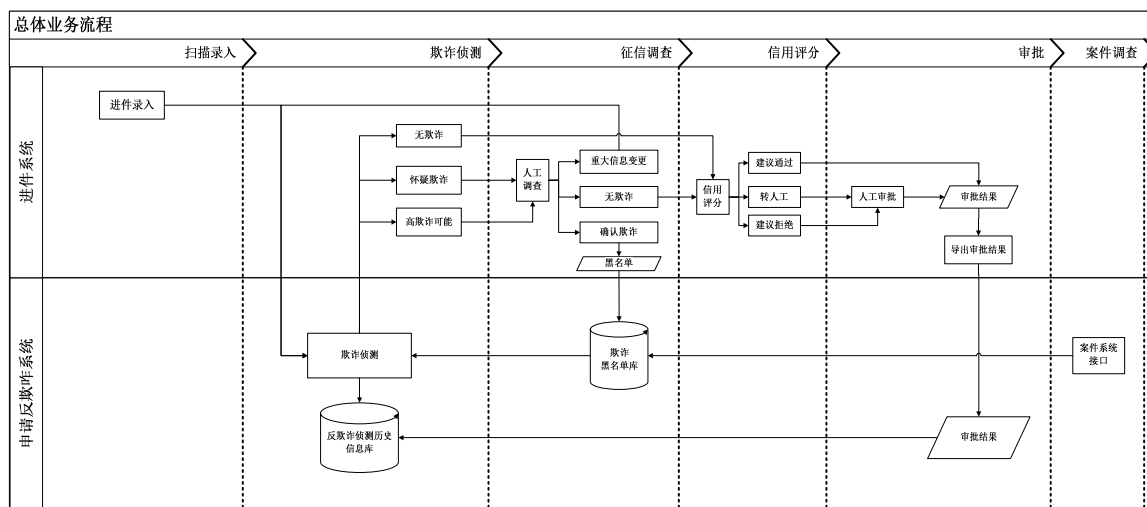 总体业务流程
扫描录入
欺诈侦测
征信调查
信用评分
审批
案件调查
进件系统
进件录入
无欺诈
怀疑欺诈
高欺诈可能
人工
调查
重大信息变更
无欺诈
确认欺诈
黑名单
信用
评分
建议通过
转人工
建议拒绝
人工审批
审批结果
导出审批结果
申请反欺咋系统
欺诈侦测
反欺诈侦测历史
信息库
欺诈
黑名单库
案件系统
接口
审批结果